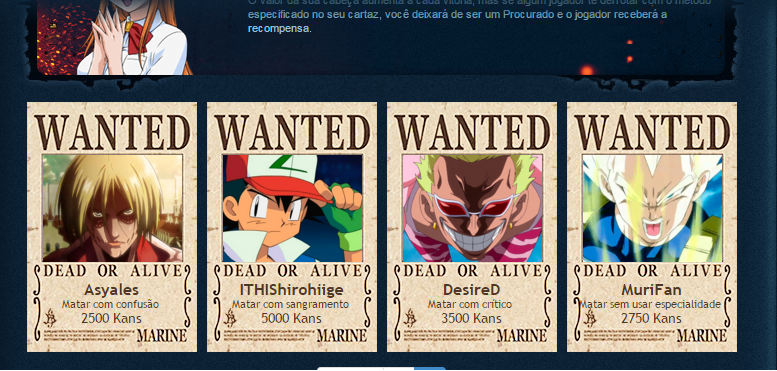 O valor da sua cabeça aumenta a cada vitória, mas se algum jogador te derrotar com o método
especificado no seu cartaz, você deixará de ser um Procurado e o jogador receberá a
recompensa.
WANTED
DEAD OR ALIVE
Asyales
Matar com confusão
2500 Kans
MARINE
WANTED
DEAD OR ALIVE
ITHIShirohiige
Matar com sangramento
5000 Kans
MARINE
WANTED
DEAD OR ALIVE
DesireD
Matar com crítico
3500 Kans
MARINE
WANTED
DEAD OR ALIVE
MuriFan
Matar sem usar especialidade
2750 Kans
MARINE